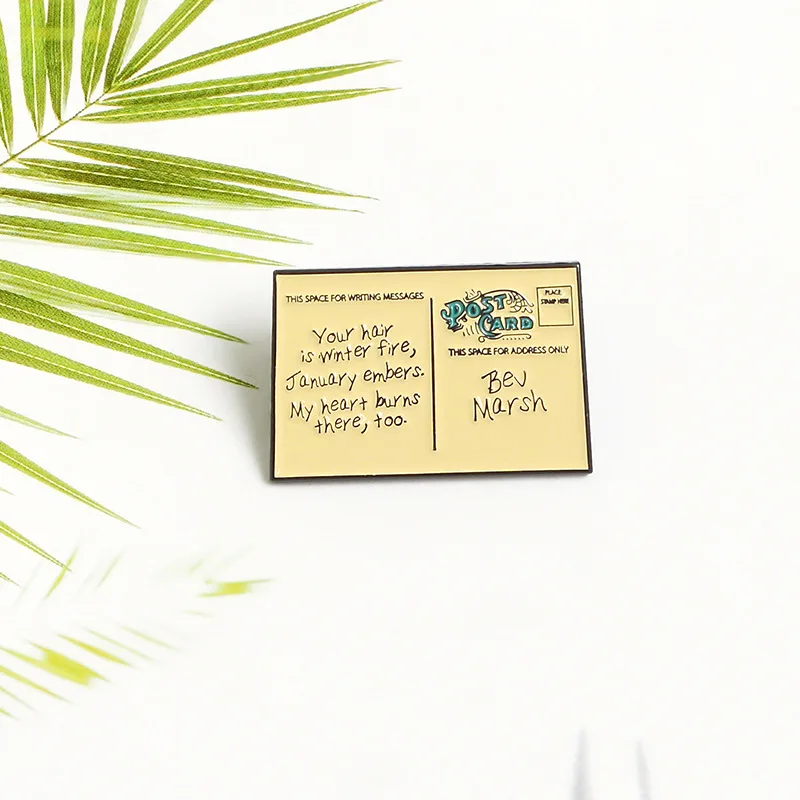 THIS SPACE FOR WRITING MESSAGES
Your hair
is winter fire,
January embers.
My heart burns
there, too.
POST
CARD
PLACE
STAMP HERE
THIS SPACE FOR ADDRESS ONLY
Bev
Marsh